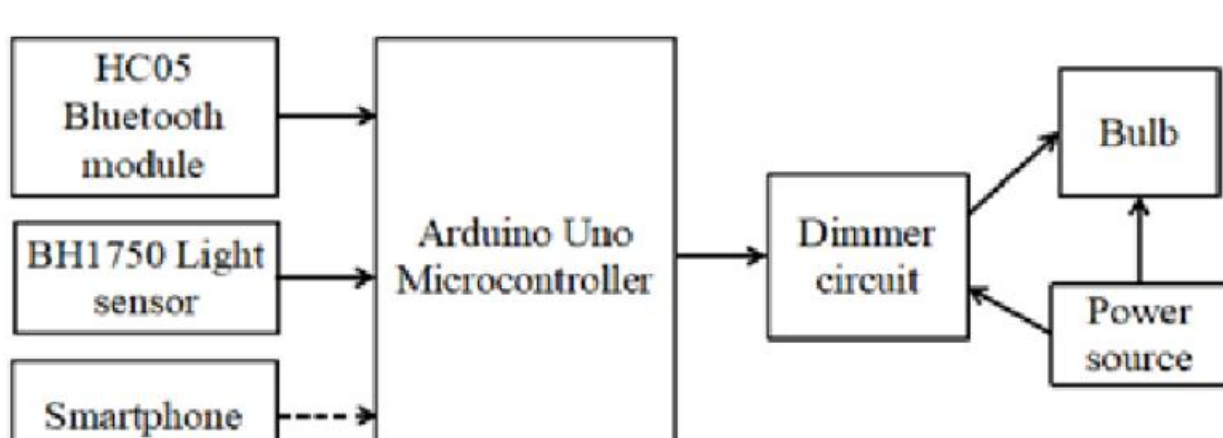 HC05
Bluetooth
module
BH1750 Light
sensor
Smartphone
Arduino Uno
Microcontroller
Dimmer
circuit
Bulb
Power
source